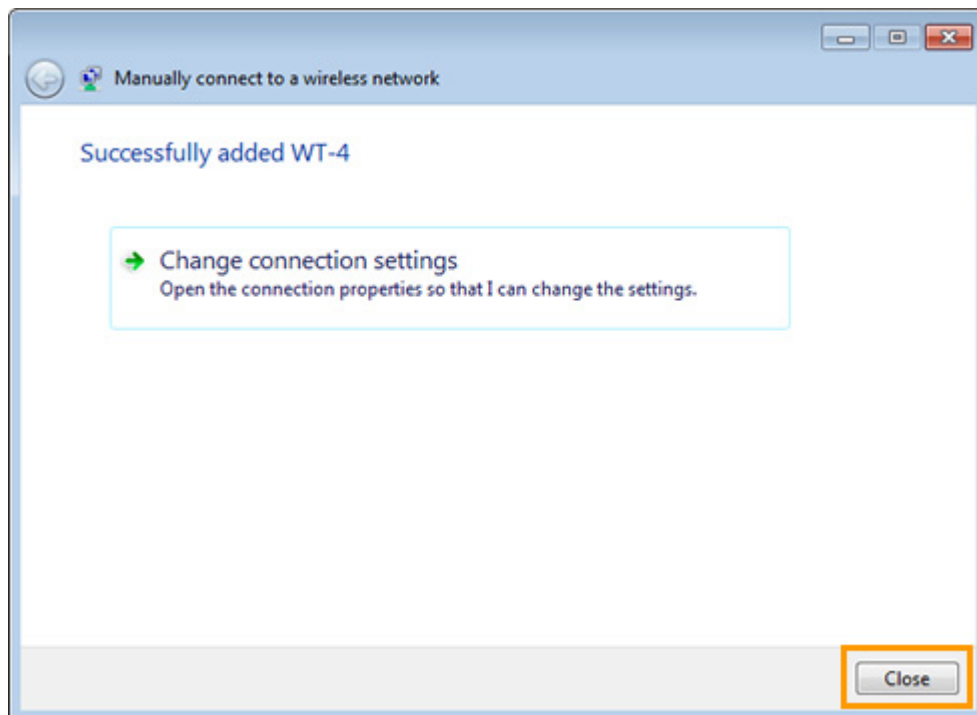 Manually connect to a wireless network
Successfully added WT-4
Change connection settings
Open the connection properties so that I can change the settings.
Close